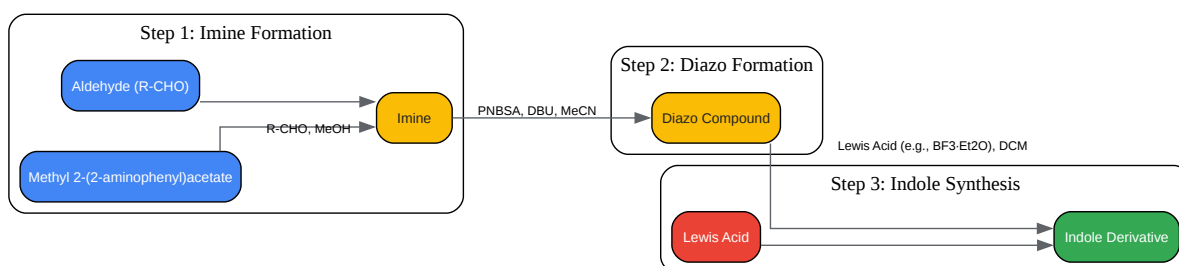 Step 1: Imine Formation
Aldehyde (R-CHO)
R-CHO, MeOH
Methyl 2-(2-aminophenyl)acetate
Imine
PNBSA, DBU, MeCN
Step 2: Diazo Formation
Diazo Compound
Lewis Acid (e.g., BF3·Et2O), DCM
Step 3: Indole Synthesis
Lewis Acid
Indole Derivative